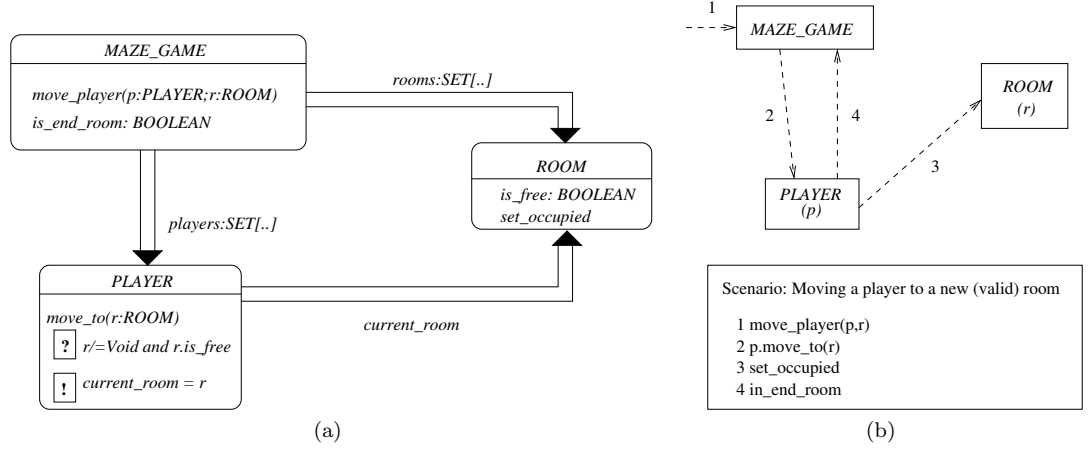 MAZE_GAME
move_player(p:PLAYER;r:ROOM)
is_end_room: BOOLEAN
rooms:SET[..]
ROOM
is_free: BOOLEAN
set_occupied
players:SET[..]
PLAYER
move_to(r:ROOM)
? r/=Void and r.is_free
! current_room = r
current_room
(a)
1
MAZE_GAME
ROOM
(r)
2
4
3
PLAYER
(p)
Scenario: Moving a player to a new (valid) room
1 move_player(p,r)
2 p.move_to(r)
3 set_occupied
4 in_end_room
(b)